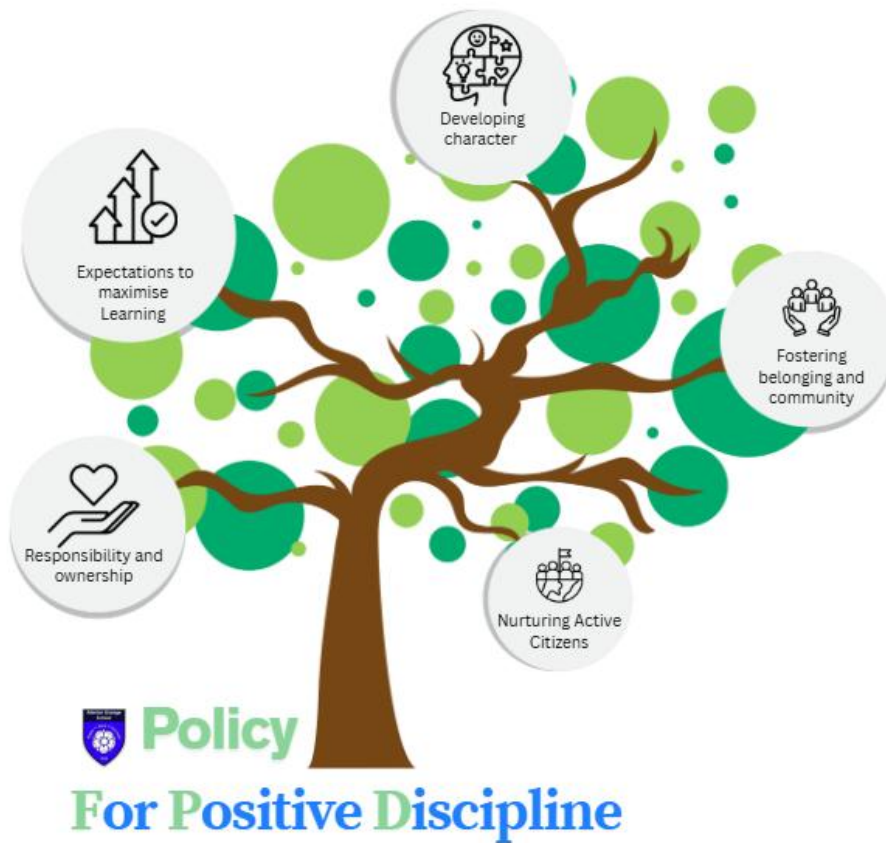 Developing
character
Expectations to
maximise
Learning
Fostering
belonging and
community
Responsibility and
ownership
Nurturing Active
Citizens
Policy
For Positive Discipline